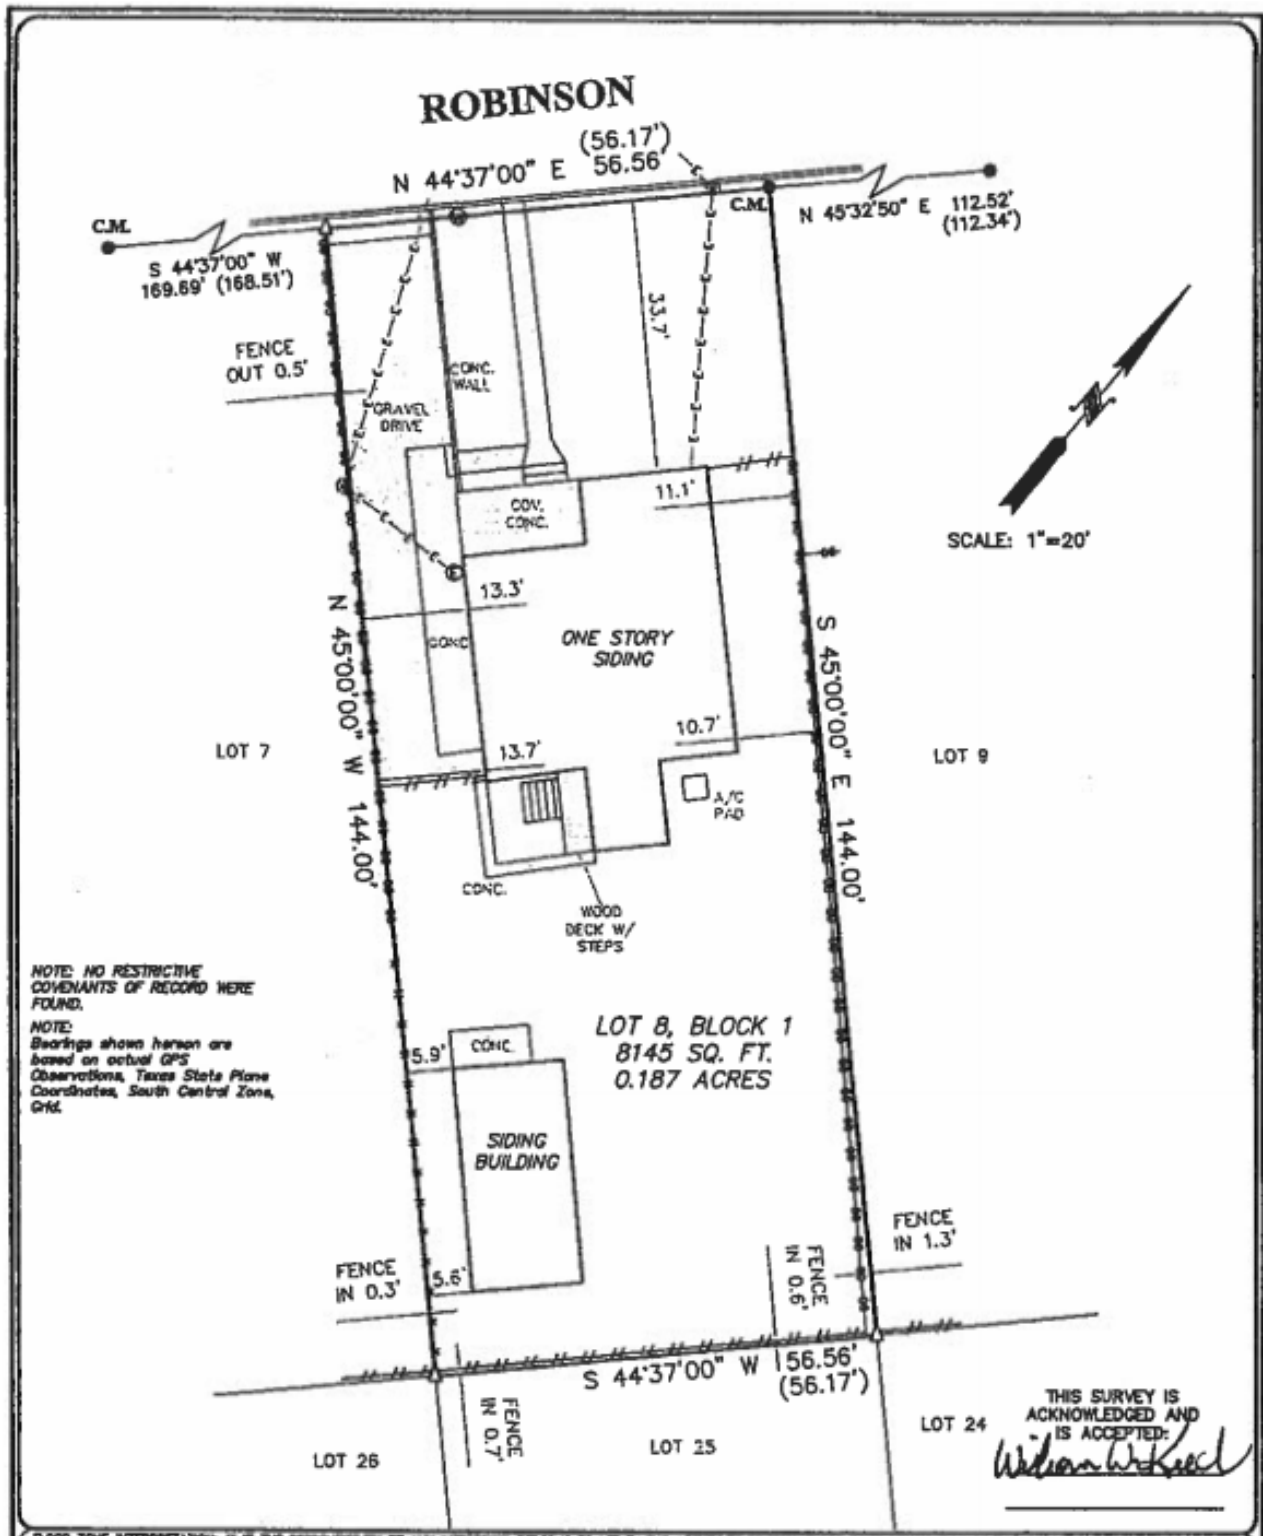 ROBINSON
(56.17')
N 44°37'00" E 56.56'
C.M.
C.M.
N 45°32'50" E 112.52'
(112.34')
S 44°37'00" W
169.69' (168.51')
FENCE
OUT 0.5'
33.7'
CONC.
WALL
GRAVEL
DRIVE
11.1'
COV.
CONC.
SCALE: 1"=20'
13.3'
ONE STORY
SIDING
CONC
N 45°00'00" W 144.00'
S 45°00'00" E 144.00'
10.7'
13.7'
LOT 7
LOT 9
A/C
PAD
CONC.
WOOD
DECK W/
STEPS
NOTE: NO RESTRICTIVE
COVENANTS OF RECORD WERE
FOUND.
NOTE:
Bearings shown hereon are
based on actual GPS
Observations, Texas State Plane
Coordinates, South Central Zone,
Grid.
LOT 8, BLOCK 1
8145 SQ. FT.
0.187 ACRES
CONC.
5.9'
SIDING
BUILDING
5.6'
FENCE
IN 0.3'
FENCE
IN 0.6'
FENCE
IN 1.3'
S 44°37'00" W 56.56'
(56.17')
FENCE
IN 0.7'
LOT 26
LOT 25
LOT 24
THIS SURVEY IS
ACKNOWLEDGED AND
IS ACCEPTED: